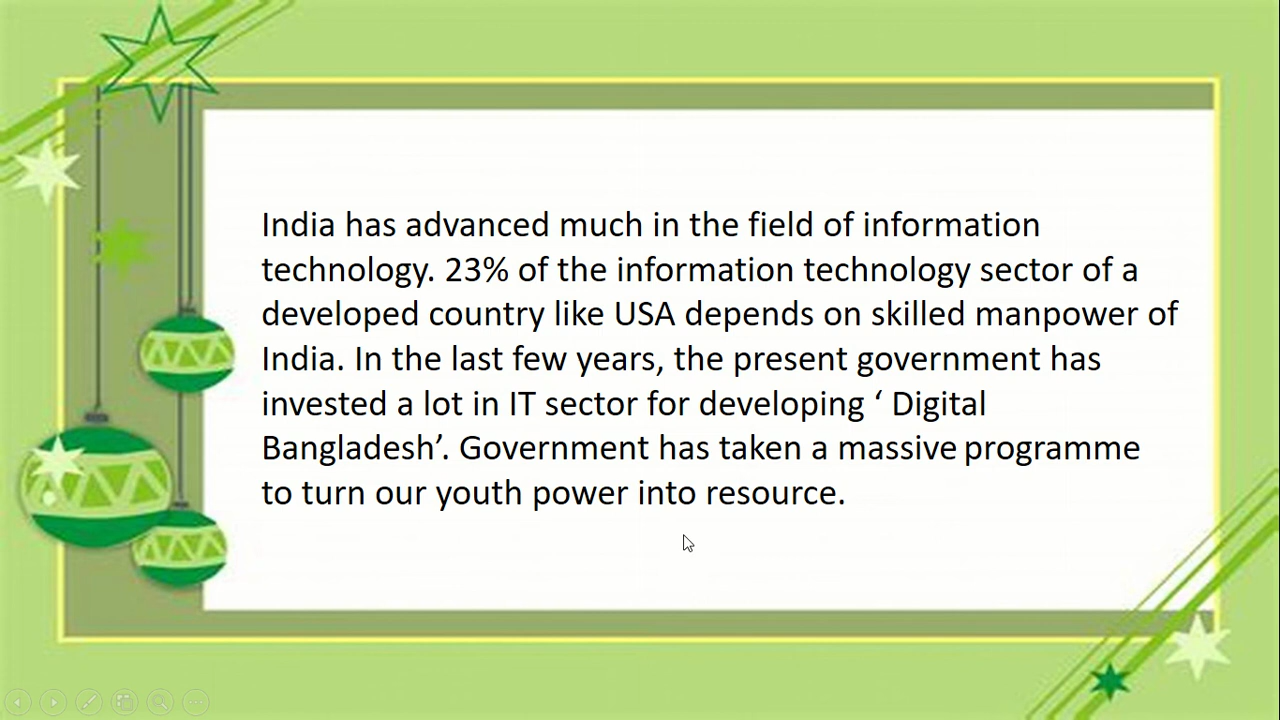 India has advanced much in the field of information
technology. 23% of the information technology sector of a
developed country like USA depends on skilled manpower of
India. In the last few years, the present government has
invested a lot in IT sector for developing ‘ Digital
Bangladesh’. Government has taken a massive programme
to turn our youth power into resource.